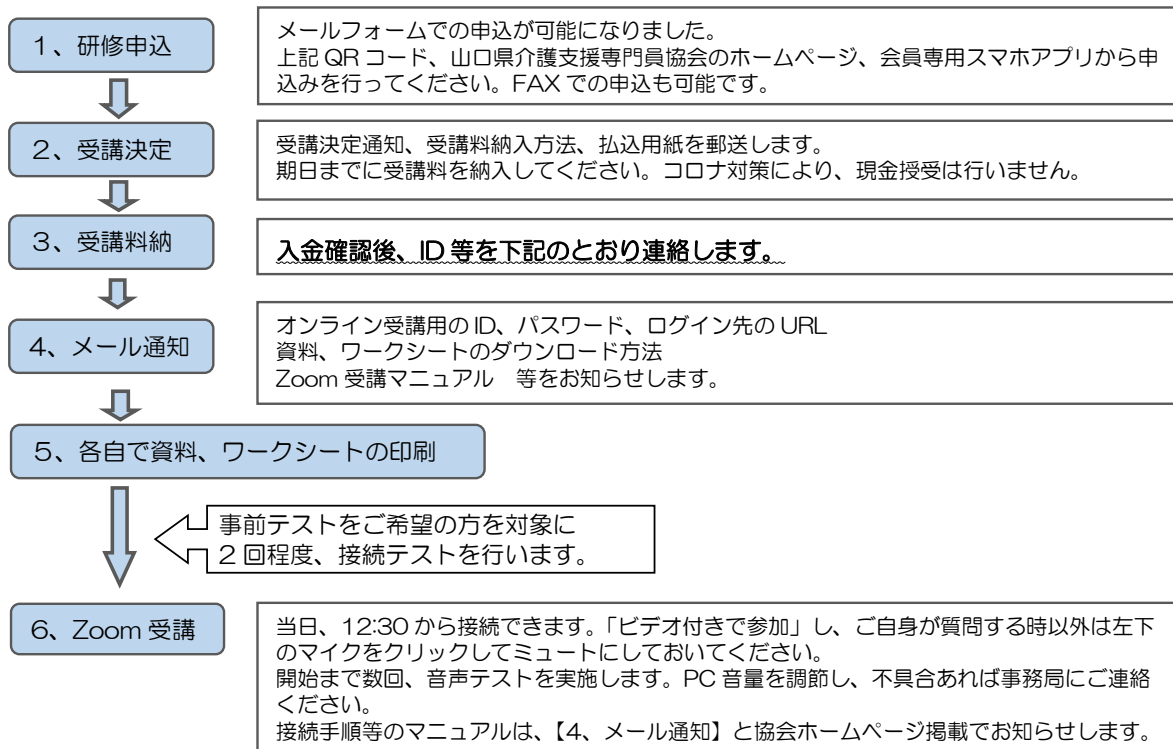 1、研修申込
メールフォームでの申込が可能になりました。
上記 QR コード、山口県介護支援専門員協会のホームページ、会員専用スマホアプリから申
込みを行ってください。FAX での申込も可能です。
2、受講決定
受講決定通知、受講料納入方法、払込用紙を郵送します。
期日までに受講料を納入してください。コロナ対策により、現金授受は行いません。
3、受講料納
入金確認後、ID 等を下記のとおり連絡します。
4、メール通知
オンライン受講用の ID、パスワード、ログイン先の URL
資料、ワークシートのダウンロード方法
Zoom 受講マニュアル　等をお知らせします。
5、各自で資料、ワークシートの印刷
事前テストをご希望の方を対象に
2 回程度、接続テストを行います。
6、Zoom 受講
当日、12:30 から接続できます。「ビデオ付きで参加」し、ご自身が質問する時以外は左下
のマイクをクリックしてミュートにしておいてください。
開始まで数回、音声テストを実施します。PC 音量を調節し、不具合あれば事務局にご連絡
ください。
接続手順等のマニュアルは、【4、メール通知】と協会ホームページ掲載でお知らせします。